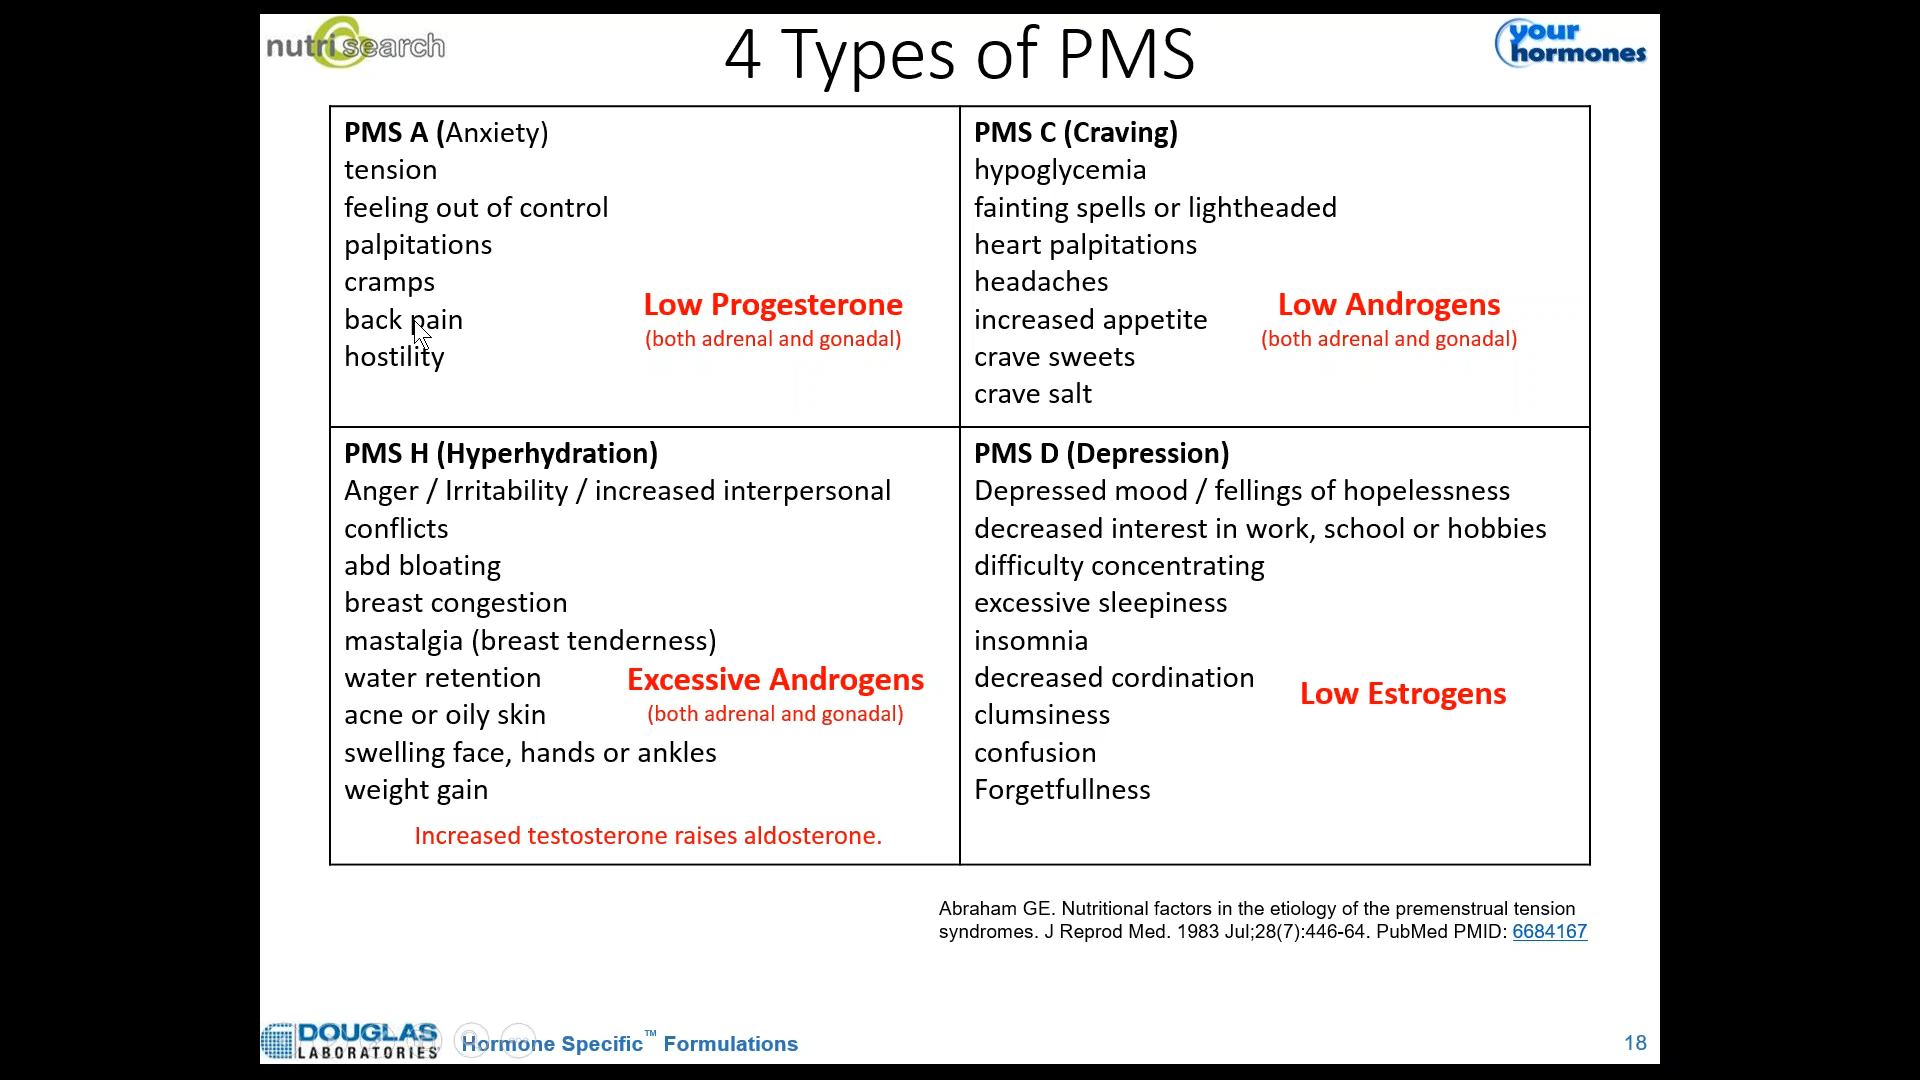 nutrisearch
4 Types of PMS
your
hormones
PMS A (Anxiety)
tension
feeling out of control
palpitations
cramps
back pain
hostility
Low Progesterone
(both adrenal and gonadal)
PMS C (Craving)
hypoglycemia
fainting spells or lightheaded
heart palpitations
headaches
increased appetite
crave sweets
crave salt
Low Androgens
(both adrenal and gonadal)
PMS H (Hyperhydration)
Anger / Irritability / increased interpersonal
conflicts
abd bloating
breast congestion
mastalgia (breast tenderness)
water retention
acne or oily skin
swelling face, hands or ankles
weight gain
Excessive Androgens
(both adrenal and gonadal)
Increased testosterone raises aldosterone.
PMS D (Depression)
Depressed mood / fellings of hopelessness
decreased interest in work, school or hobbies
difficulty concentrating
excessive sleepiness
insomnia
decreased cordination
clumsiness
confusion
Forgetfullness
Low Estrogens
Abraham GE. Nutritional factors in the etiology of the premenstrual tension
syndromes. J Reprod Med. 1983 Jul;28(7):446-64. PubMed PMID: 6684167
DOUGLAS
LABORATORIES
Hormone Specific™ Formulations
18